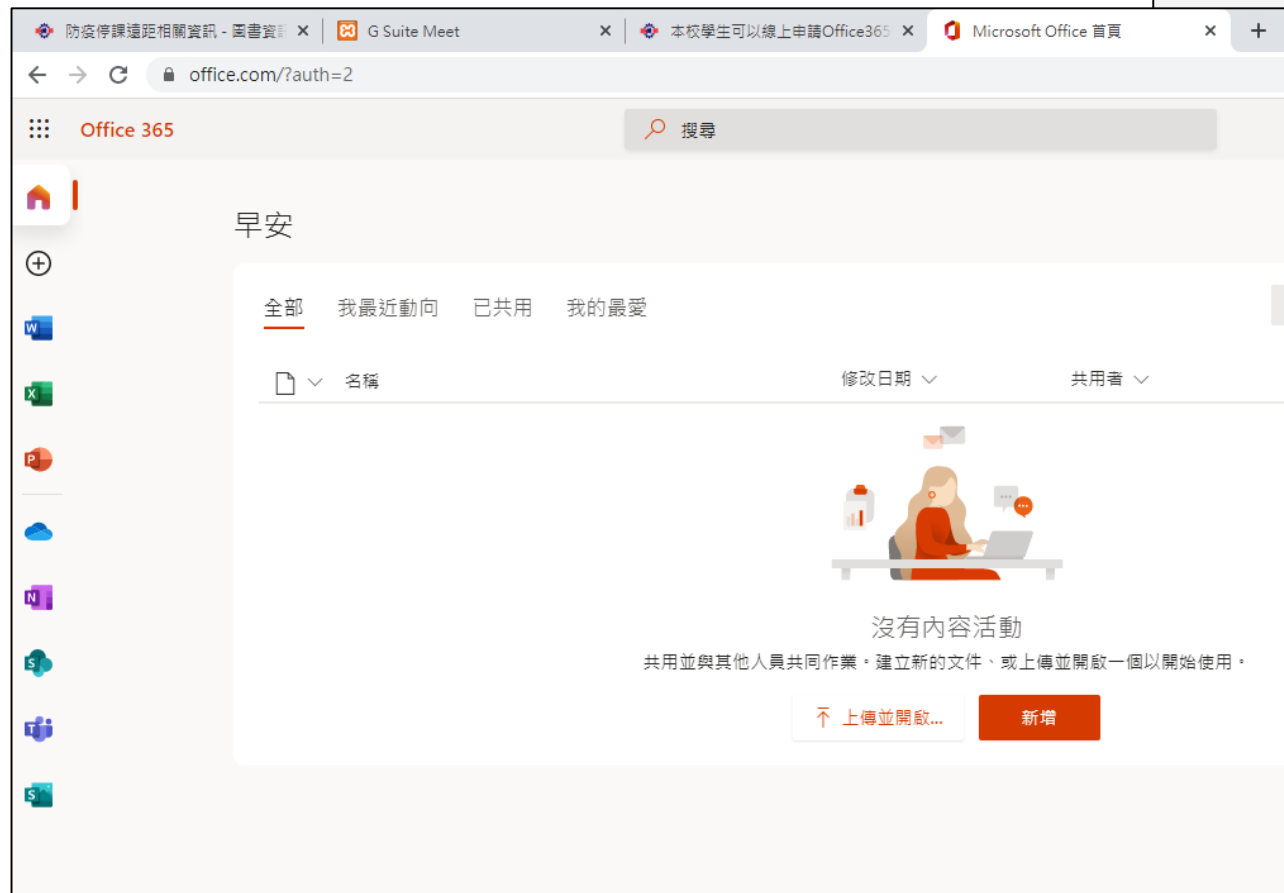 防疫停課遠距相關資訊 - 圖書資
G Suite Meet
本校學生可以線上申請Office365
Microsoft Office 首頁
office.com/?auth=2
Office 365
搜尋
早安
全部 我最近動向 已共用 我的最愛
名稱 修改日期 共用者
沒有內容活動
共用並與其他人員共同作業。建立新的文件、或上傳並開啟一個以開始使用。
上傳並開啟... 新增